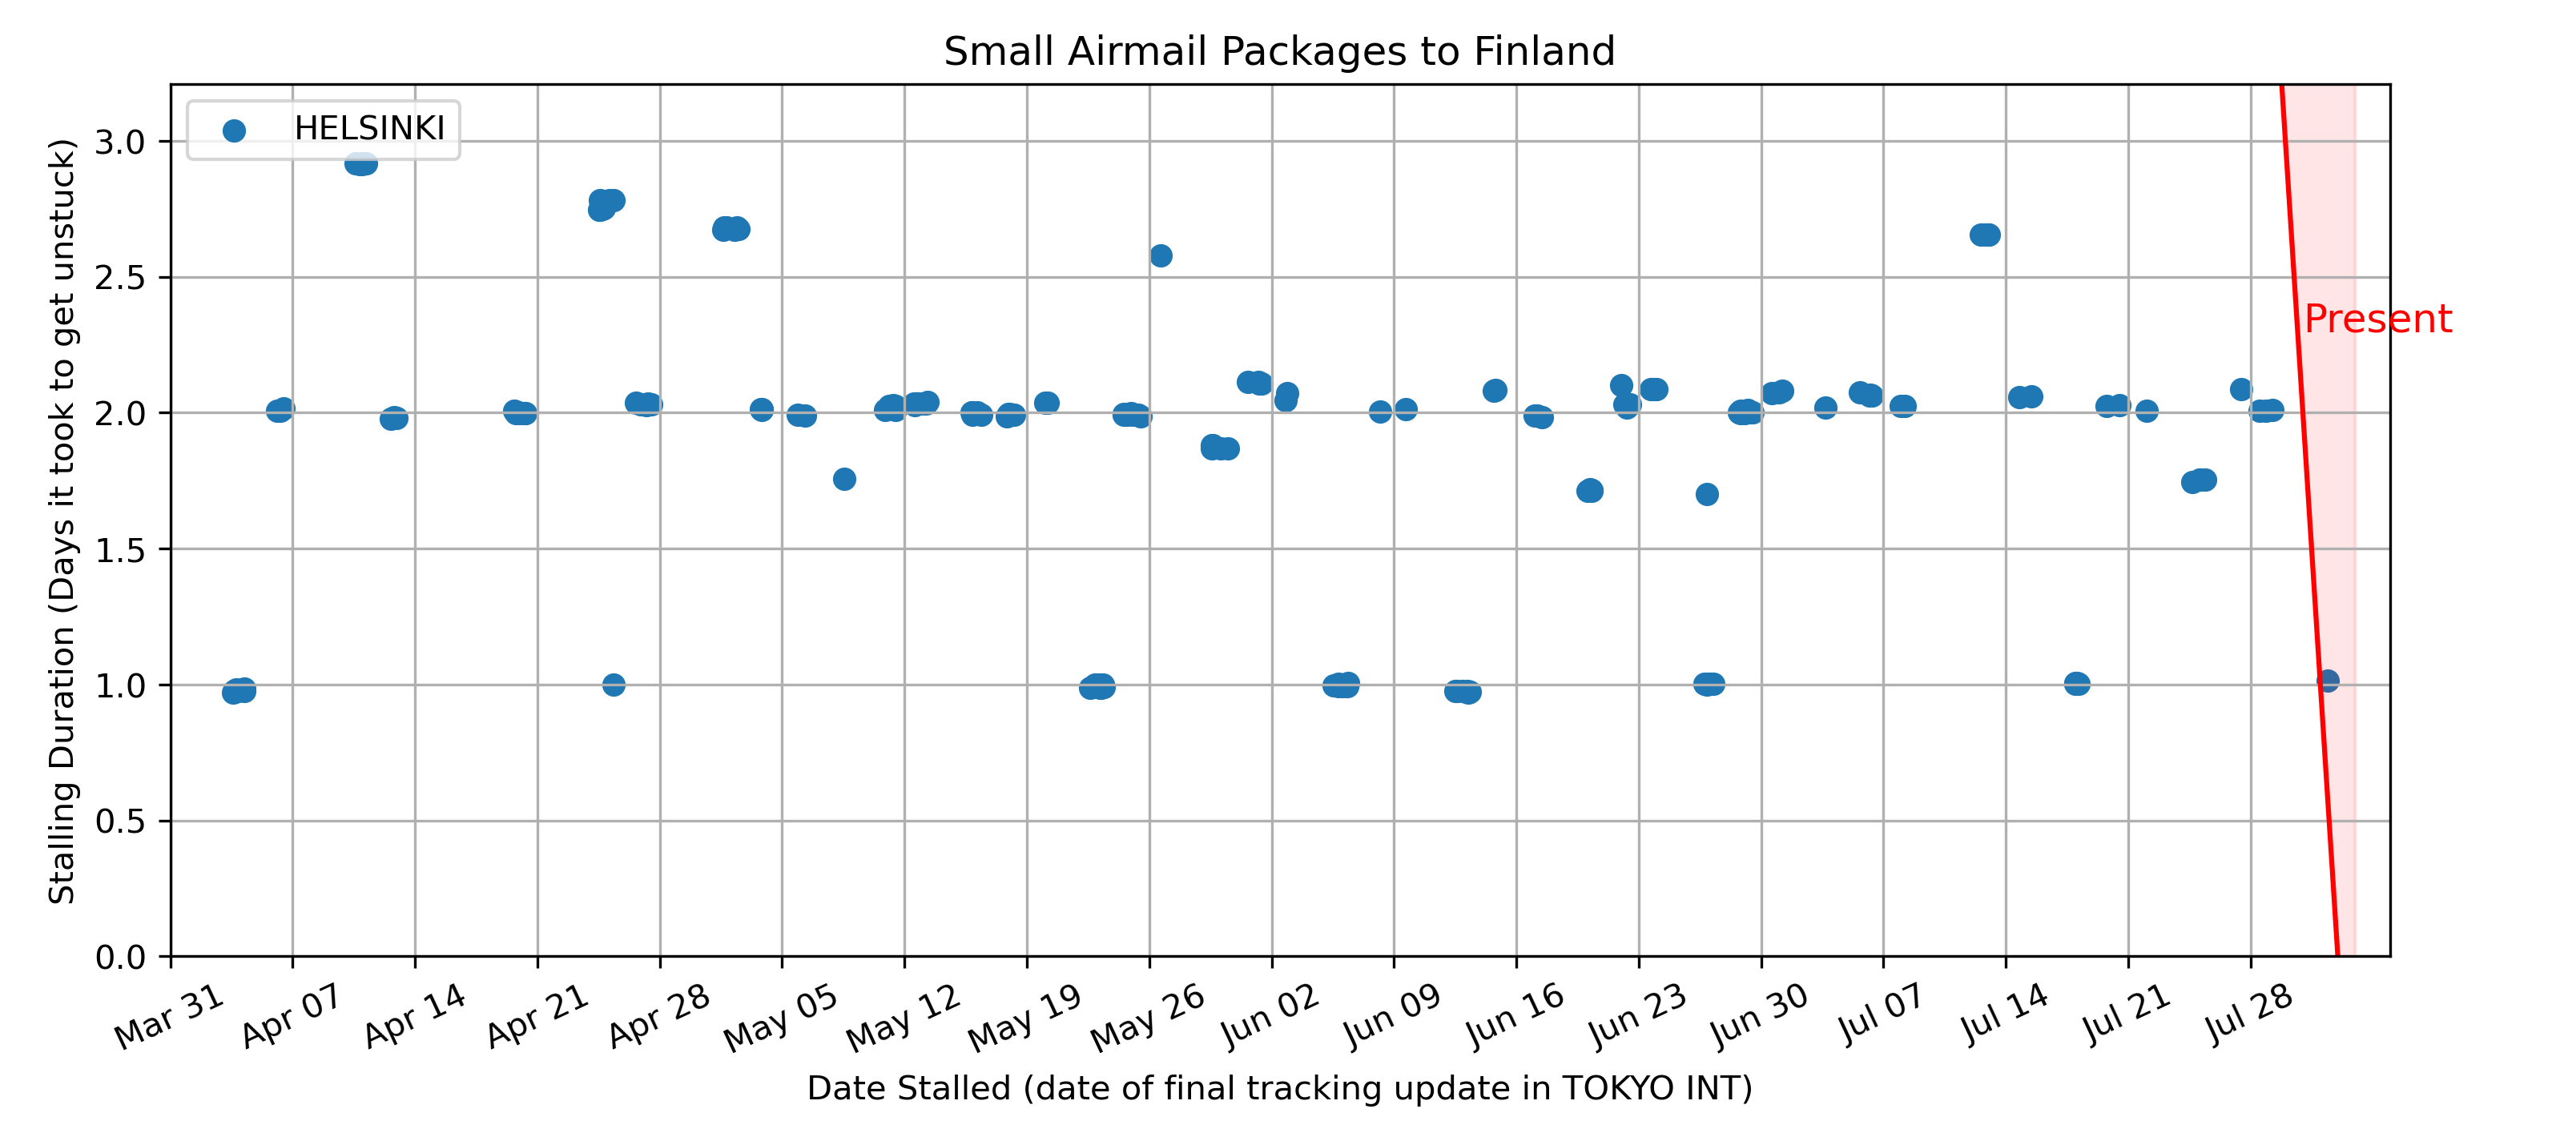 Small Airmail Packages to Finland
HELSINKI
Stalling Duration (Days it took to get unstuck)
3.0
2.5
2.0
1.5
1.0
0.5
0.0
Present
Mar 31
Apr 07
Apr 14
Apr 21
Apr 28
May 05
May 12
May 19
May 26
Jun 02
Jun 09
Jun 16
Jun 23
Jun 30
Jul 07
Jul 14
Jul 21
Jul 28
Date Stalled (date of final tracking update in TOKYO INT)